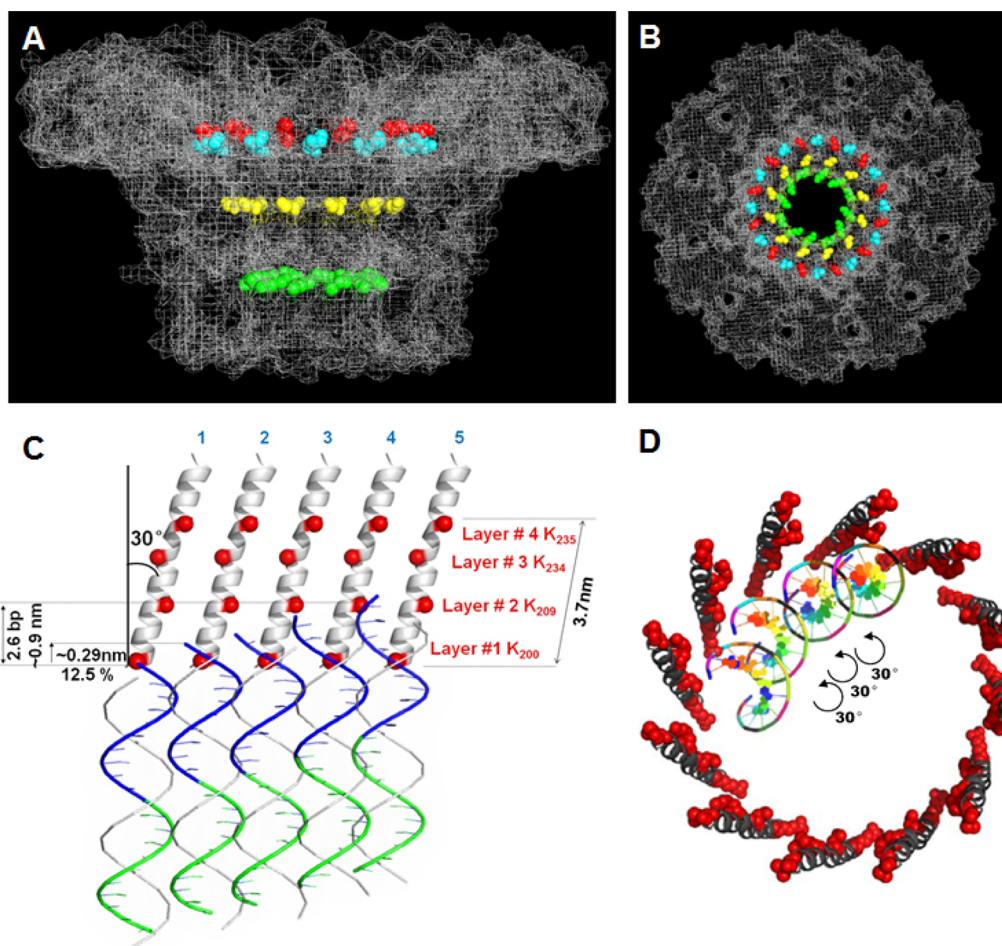 A
B
C
1 2 3 4 5
30°
Layer # 4 K235
Layer # 3 K234
Layer # 2 K209
Layer #1 K200
3.7nm
2.6 bp
~0.9 nm
~0.29nm
12.5 %
D
30°
30°
30°